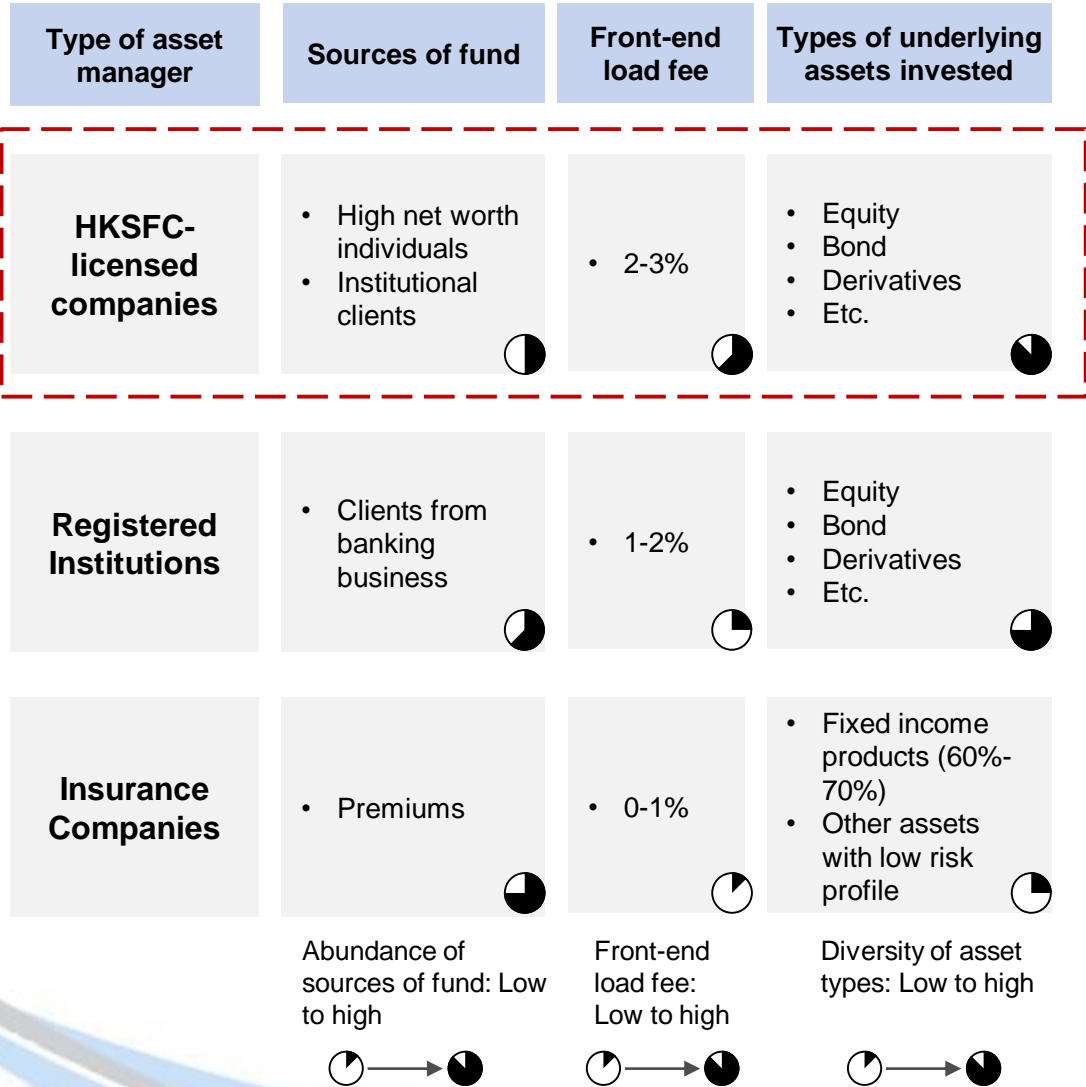 Type of asset
manager
Sources of fund
Front-end
load fee
Types of underlying
assets invested
HKSFC-
licensed
companies
• High net worth
individuals
• Institutional
clients
• 2-3%
• Equity
• Bond
• Derivatives
• Etc.
Registered
Institutions
• Clients from
banking
business
• 1-2%
• Equity
• Bond
• Derivatives
• Etc.
Insurance
Companies
• Premiums
• 0-1%
• Fixed income
products (60%-
70%)
• Other assets
with low risk
profile
Abundance of
sources of fund: Low
to high
Front-end
load fee:
Low to high
Diversity of asset
types: Low to high